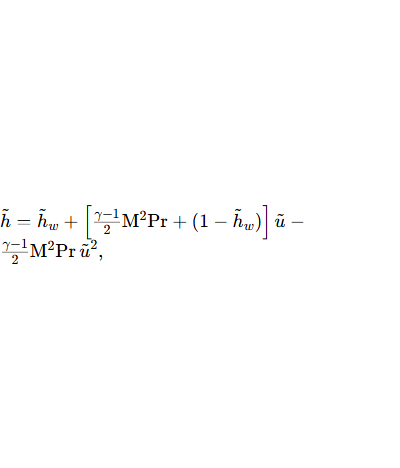 h̃ = h̃_w + [ (γ−1)/2 M²Pr + (1 − h̃_w) ] ũ −
(γ−1)/2 M²Pr ũ²,